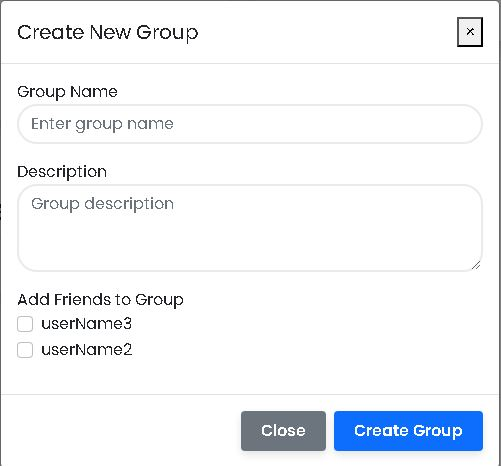 Create New Group
×
Group Name
Enter group name
Description
Group description
Add Friends to Group
userName3
userName2
Close
Create Group